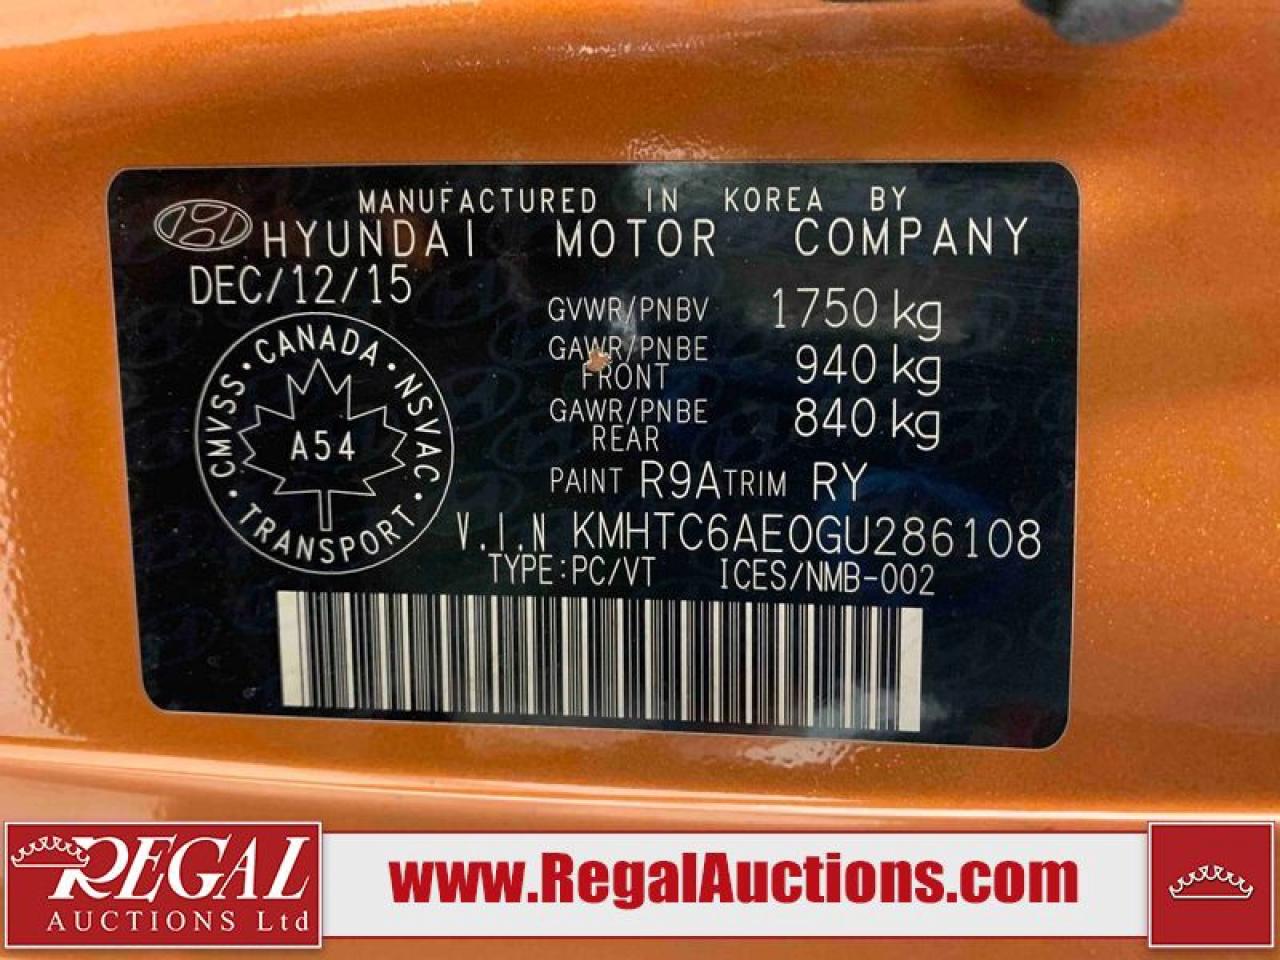 MANUFACTURED IN KOREA BY
HYUNDAI MOTOR COMPANY
DEC/12/15
GVWR/PNBV 1750 kg
GAWR/PNBE FRONT 940 kg
GAWR/PNBE REAR 840 kg
CANADA • NSVAC • TRANSPORT • CMVSS •
A54
PAINT R9A TRIM RY
V.I.N KMHTC6AE0GU286108
TYPE:PC/VT ICES/NMB-002
REGAL
AUCTIONS Ltd
www.RegalAuctions.com